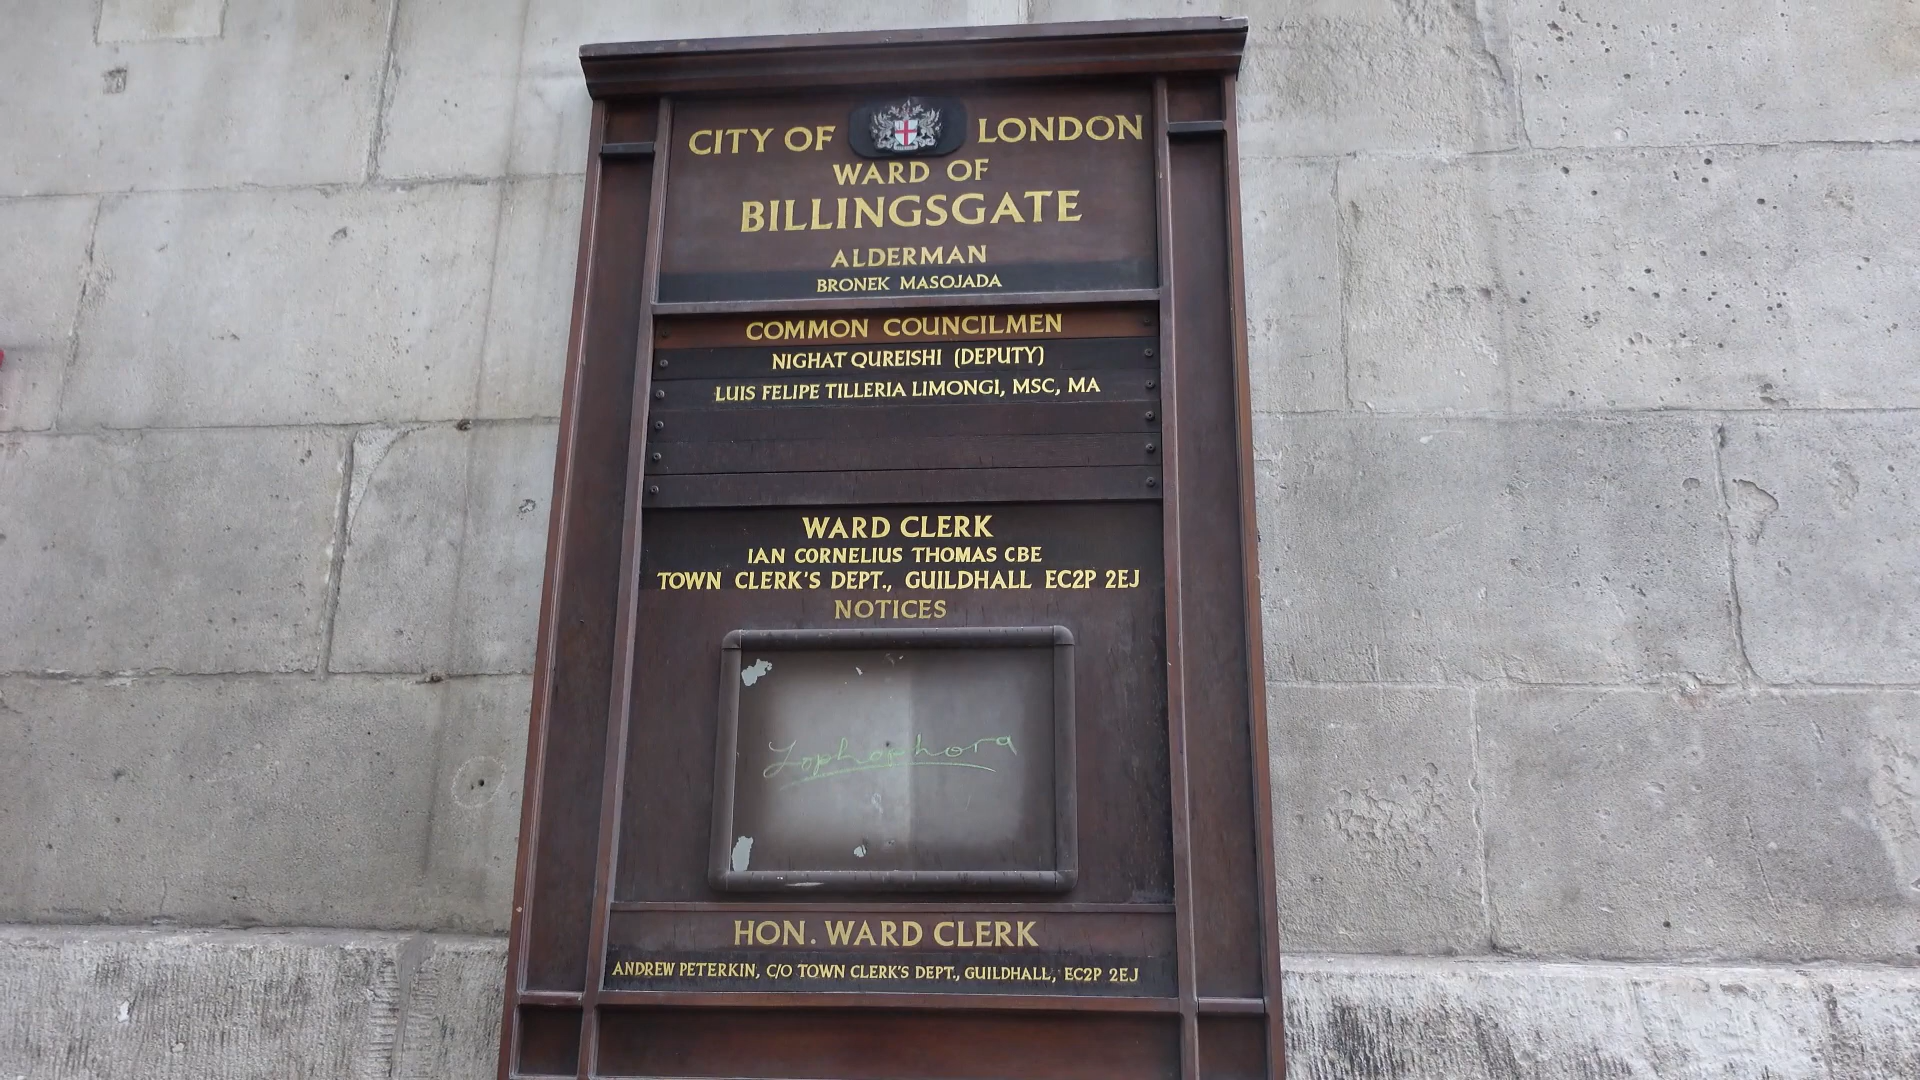 CITY OF LONDON
WARD OF
BILLINGSGATE
ALDERMAN
BRONEK MASOJADA
COMMON COUNCILMEN
NIGHAT QUREISHI (DEPUTY)
LUIS FELIPE TILLERIA LIMONGI, MSC, MA
WARD CLERK
IAN CORNELIUS THOMAS CBE
TOWN CLERK'S DEPT., GUILDHALL EC2P 2EJ
NOTICES
Lophophora
HON. WARD CLERK
ANDREW PETERKIN, C/O TOWN CLERK'S DEPT., GUILDHALL, EC2P 2EJ